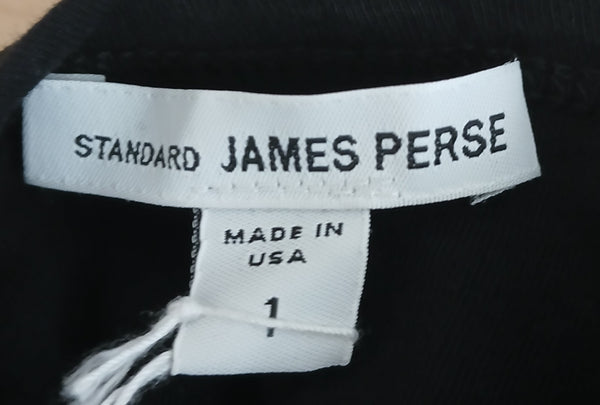 STANDARD JAMES PERSE
MADE IN
USA
1